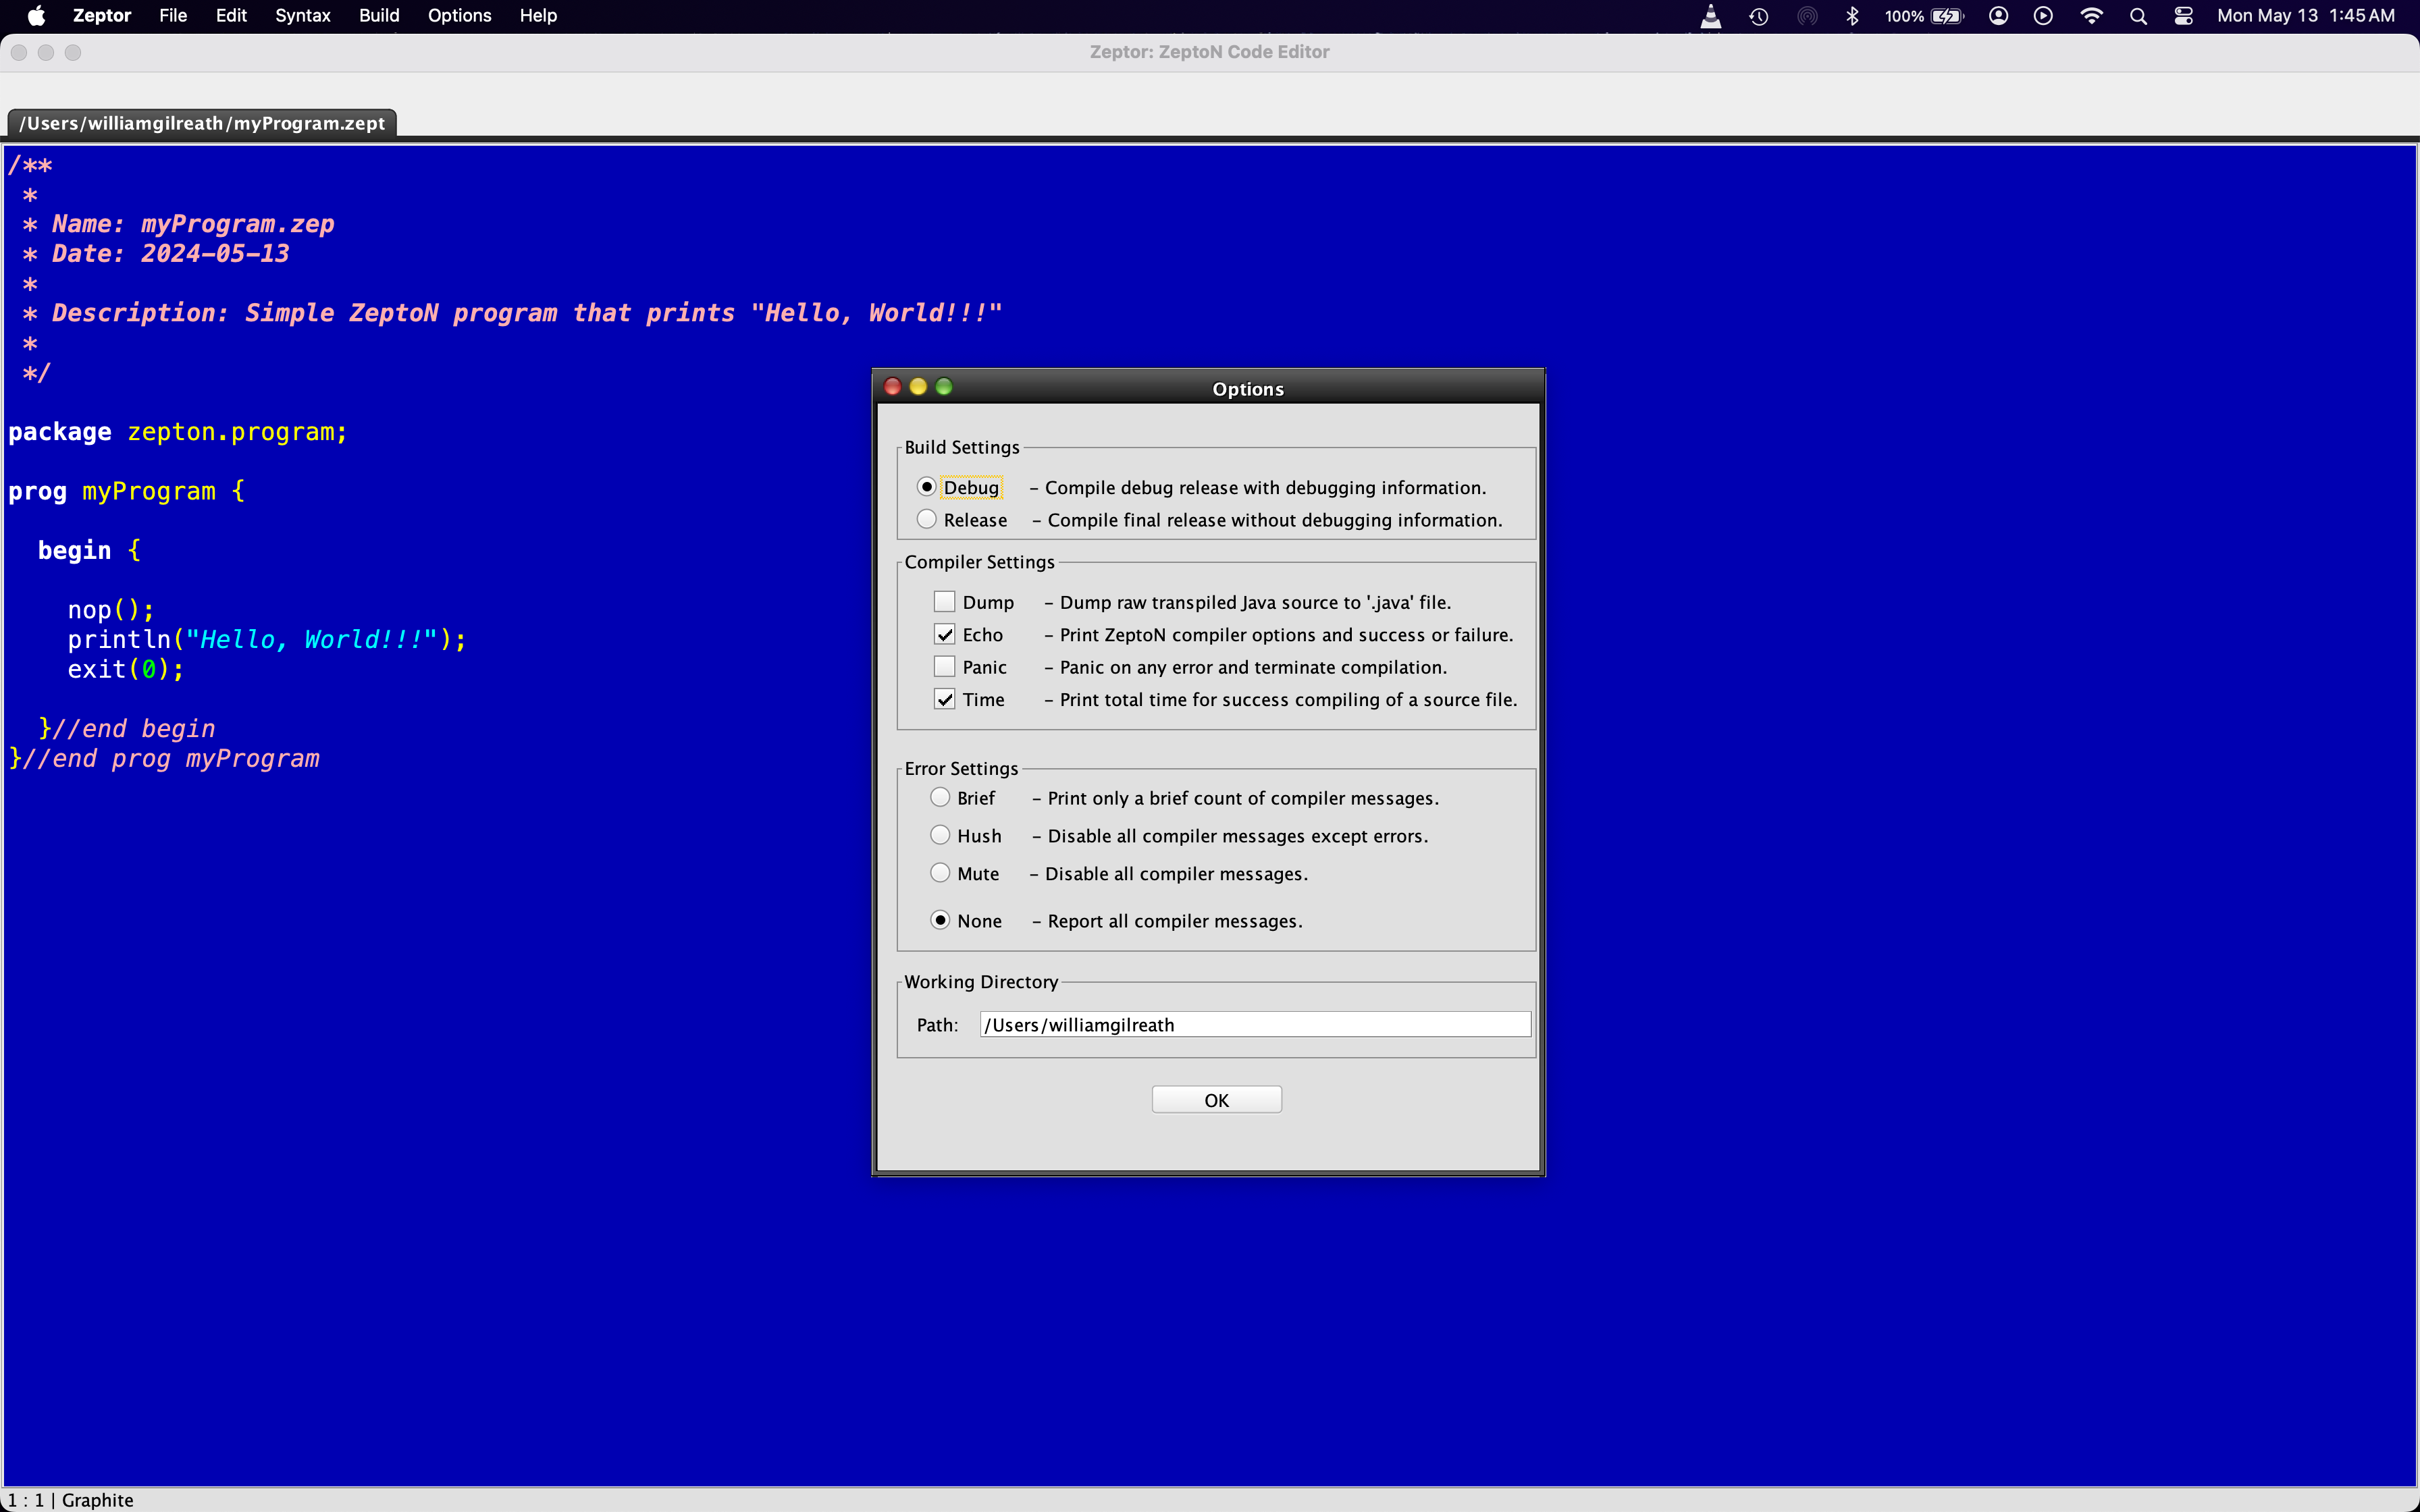 Zeptor File Edit Syntax Build Options Help 100% Mon May 13 1:45 AM
Zeptor: ZeptoN Code Editor
/Users/williamgilreath/myProgram.zept
/**
*
* Name: myProgram.zep
* Date: 2024-05-13
*
* Description: Simple ZeptoN program that prints "Hello, World!!!"
*
*/
package zepton.program;
prog myProgram {
begin {
nop();
println("Hello, World!!!");
exit(0);
}//end begin
}//end prog myProgram
Options
Build Settings
Debug – Compile debug release with debugging information.
Release – Compile final release without debugging information.
Compiler Settings
Dump – Dump raw transpiled Java source to '.java' file.
Echo – Print ZeptoN compiler options and success or failure.
Panic – Panic on any error and terminate compilation.
Time – Print total time for success compiling of a source file.
Error Settings
Brief – Print only a brief count of compiler messages.
Hush – Disable all compiler messages except errors.
Mute – Disable all compiler messages.
None – Report all compiler messages.
Working Directory
Path: /Users/williamgilreath
OK
1 : 1 | Graphite